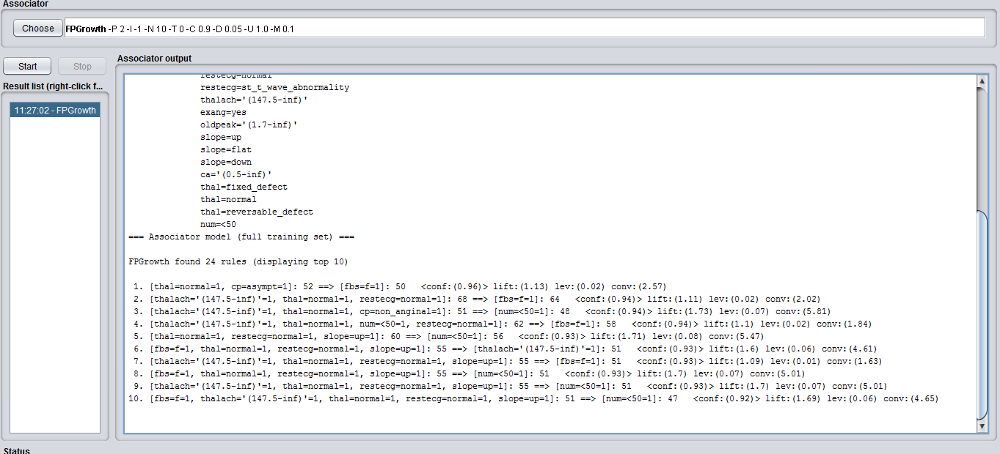 Associator
Choose FPGrowth -P 2 -I -1 -N 10 -T 0 -C 0.9 -D 0.05 -U 1.0 -M 0.1
Start Stop
Result list (right-click f...
11:27:02 - FPGrowth
Associator output
restecg=normal
restecg=st_t_wave_abnormality
thalach='(147.5-inf)'
exang=yes
oldpeak='(1.7-inf)'
slope=up
slope=flat
slope=down
ca='(0.5-inf)'
thal=fixed_defect
thal=normal
thal=reversable_defect
num=<50
=== Associator model (full training set) ===
FPGrowth found 24 rules (displaying top 10)
1. [thal=normal=1, cp=asympt=1]: 52 ==> [fbs=f=1]: 50 <conf:(0.96)> lift:(1.13) lev:(0.02) conv:(2.57)
2. [thalach='(147.5-inf)'=1, thal=normal=1, restecg=normal=1]: 68 ==> [fbs=f=1]: 64 <conf:(0.94)> lift:(1.11) lev:(0.02) conv:(2.02)
3. [thalach='(147.5-inf)'=1, thal=normal=1, cp=non_anginal=1]: 51 ==> [num=<50=1]: 48 <conf:(0.94)> lift:(1.73) lev:(0.07) conv:(5.81)
4. [thalach='(147.5-inf)'=1, thal=normal=1, num=<50=1, restecg=normal=1]: 62 ==> [fbs=f=1]: 58 <conf:(0.94)> lift:(1.1) lev:(0.02) conv:(1.84)
5. [thal=normal=1, restecg=normal=1, slope=up=1]: 60 ==> [num=<50=1]: 56 <conf:(0.93)> lift:(1.71) lev:(0.08) conv:(5.47)
6. [fbs=f=1, thal=normal=1, restecg=normal=1, slope=up=1]: 55 ==> [thalach='(147.5-inf)'=1]: 51 <conf:(0.93)> lift:(1.6) lev:(0.06) conv:(4.61)
7. [thalach='(147.5-inf)'=1, thal=normal=1, restecg=normal=1, slope=up=1]: 55 ==> [fbs=f=1]: 51 <conf:(0.93)> lift:(1.09) lev:(0.01) conv:(1.63)
8. [fbs=f=1, thal=normal=1, restecg=normal=1, slope=up=1]: 55 ==> [num=<50=1]: 51 <conf:(0.93)> lift:(1.7) lev:(0.07) conv:(5.01)
9. [thalach='(147.5-inf)'=1, thal=normal=1, restecg=normal=1, slope=up=1]: 55 ==> [num=<50=1]: 51 <conf:(0.93)> lift:(1.7) lev:(0.07) conv:(5.01)
10. [fbs=f=1, thalach='(147.5-inf)'=1, thal=normal=1, restecg=normal=1, slope=up=1]: 51 ==> [num=<50=1]: 47 <conf:(0.92)> lift:(1.69) lev:(0.06) conv:(4.65)
Status